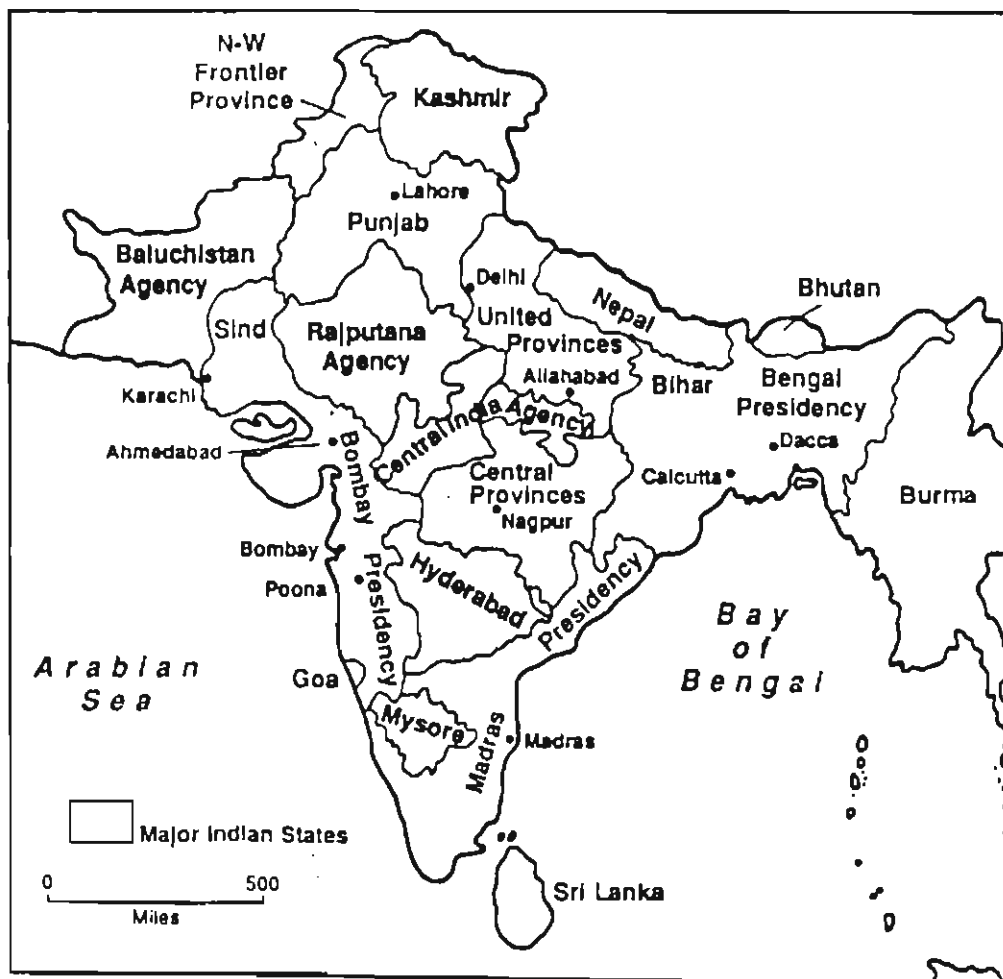 N-W
Frontier
Province
Kashmir
Lahore
Punjab
Baluchistan
Agency
Delhi
Nepal
Bhutan
Sind
Rajputana
Agency
United
Provinces
Bihar
Bengal
Presidency
Allahabad
Karachi
Central India Agency
Dacca
Ahmedabad
Bombay
Presidency
Central
Provinces
Nagpur
Calcutta
Burma
Bombay
Poona
Hyderabad
Presidency
Madras
Bay
of
Bengal
Arabian
Sea
Goa
Mysore
Madras
Major Indian States
0 500
Miles
Sri Lanka